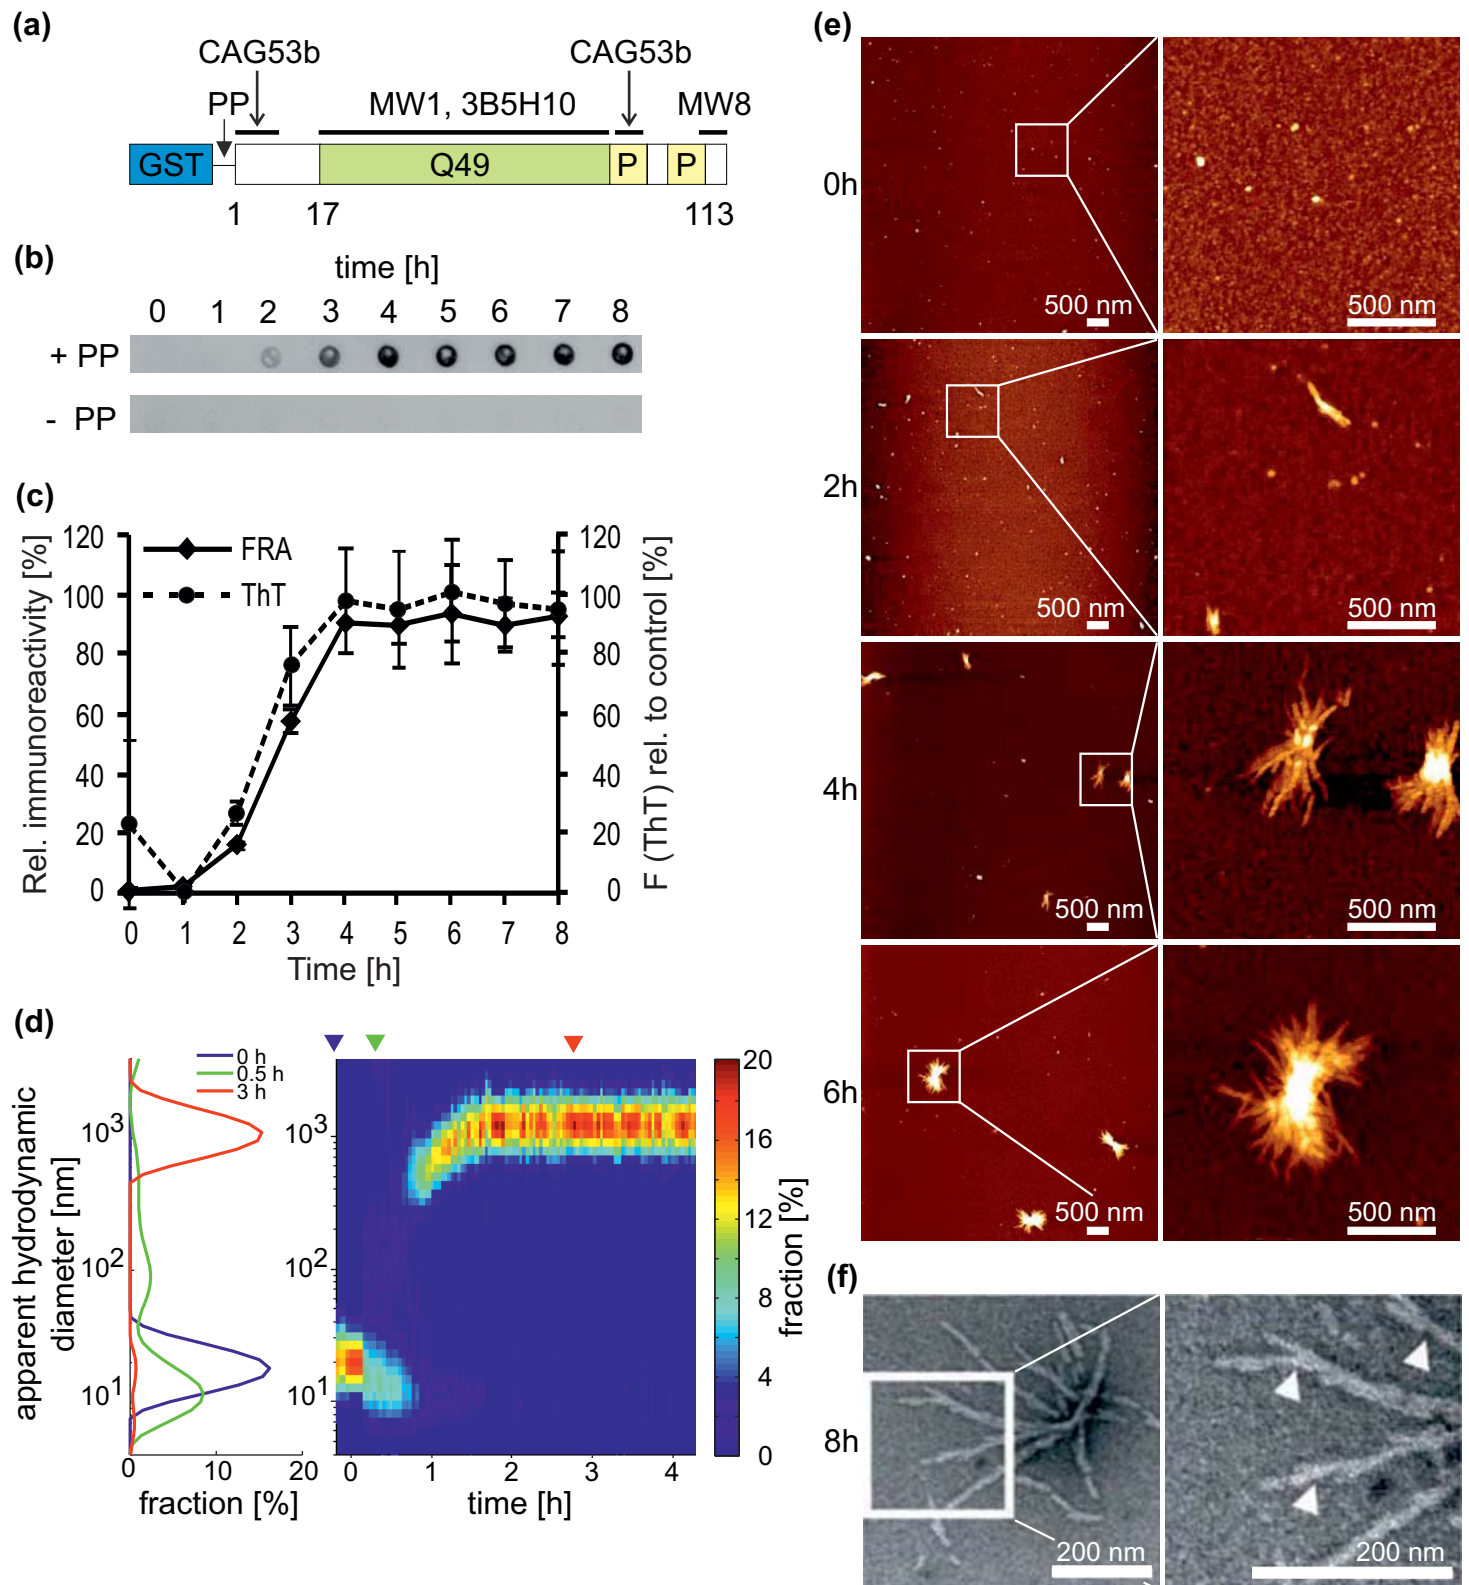 (a)
CAG53b CAG53b
PP MW1, 3B5H10 MW8
GST Q49 P P
1 17 113
(b)
time [h]
0 1 2 3 4 5 6 7 8
+ PP
- PP
(c)
Rel. immunoreactivity [%]
120
100
80
60
40
20
0
FRA
ThT
120
100
80
60
40
20
0
F (ThT) rel. to control [%]
0 1 2 3 4 5 6 7 8
Time [h]
(d)
apparent hydrodynamic
diameter [nm]
0 h
0.5 h
3 h
10³
10²
10¹
0 10 20
fraction [%]
10³
10²
10¹
0 1 2 3 4
time [h]
20
16
12
8
4
0
fraction [%]
(e)
0h
500 nm 500 nm
2h
500 nm 500 nm
4h
500 nm 500 nm
6h
500 nm 500 nm
(f)
8h
200 nm 200 nm